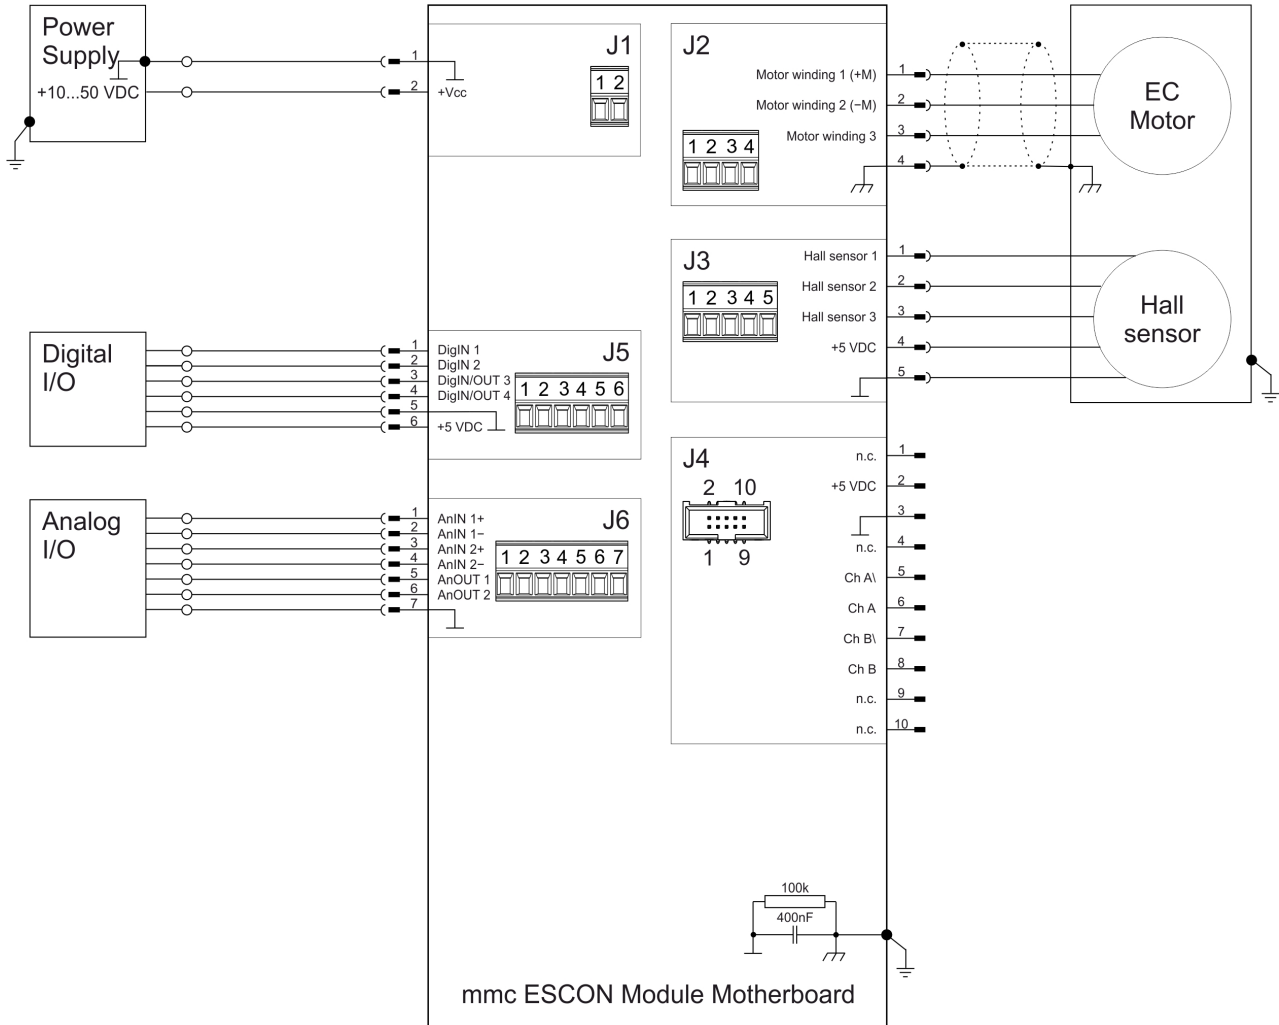 Power
Supply
+10...50 VDC
1
2
+Vcc
J1
1 2
J2
Motor winding 1 (+M)
Motor winding 2 (−M)
Motor winding 3
1
2
3
4
1 2 3 4
EC
Motor
J3
Hall sensor 1
Hall sensor 2
Hall sensor 3
+5 VDC
1
2
3
4
5
1 2 3 4 5
Hall
sensor
Digital
I/O
1
2
3
4
5
6
DigIN 1
DigIN 2
DigIN/OUT 3
DigIN/OUT 4
+5 VDC
J5
1 2 3 4 5 6
J4
2 10
1 9
n.c.
+5 VDC
n.c.
Ch A\
Ch A
Ch B\
Ch B
n.c.
n.c.
1
2
3
4
5
6
7
8
9
10
Analog
I/O
1
2
3
4
5
6
7
AnIN 1+
AnIN 1−
AnIN 2+
AnIN 2−
AnOUT 1
AnOUT 2
J6
1 2 3 4 5 6 7
100k
400nF
mmc ESCON Module Motherboard